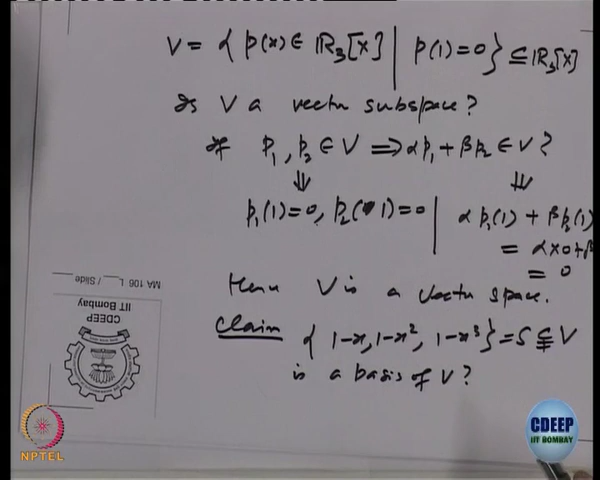 V = { p(x) ∈ ℝ₃[x] | p(1) = 0 } ⊆ ℝ₃[x]
Is V a vector subspace?
If p₁, p₂ ∈ V ⟹ αp₁ + βp₂ ∈ V?
⇓ ⇓
p₁(1) = 0, p₂(1) = 0 | αp₁(1) + βp₂(1)
= α×0+β
= 0
Hence V is a vector space.
Claim { 1-x, 1-x², 1-x³ } = S ⊊ V
is a basis of V?
MA 106 L / Slide
CDEEP
IIT Bombay
NPTEL
CDEEP
IIT BOMBAY